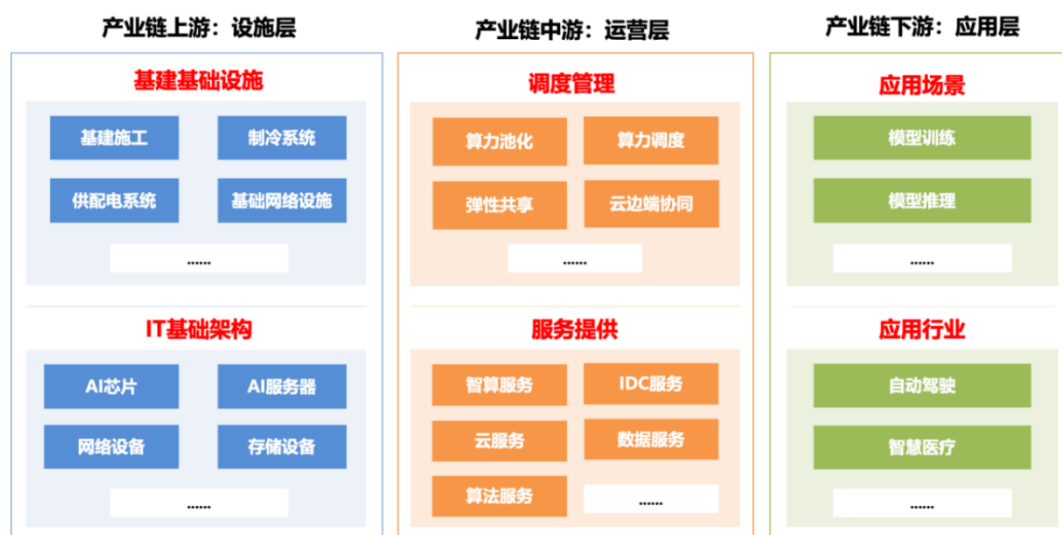 产业链上游：设施层
基建基础设施
基建施工
制冷系统
供配电系统
基础网络设施
......
IT基础架构
AI芯片
AI服务器
网络设备
存储设备
......
产业链中游：运营层
调度管理
算力池化
算力调度
弹性共享
云边端协同
......
服务提供
智算服务
IDC服务
云服务
数据服务
算法服务
......
产业链下游：应用层
应用场景
模型训练
模型推理
......
应用行业
自动驾驶
智慧医疗
......